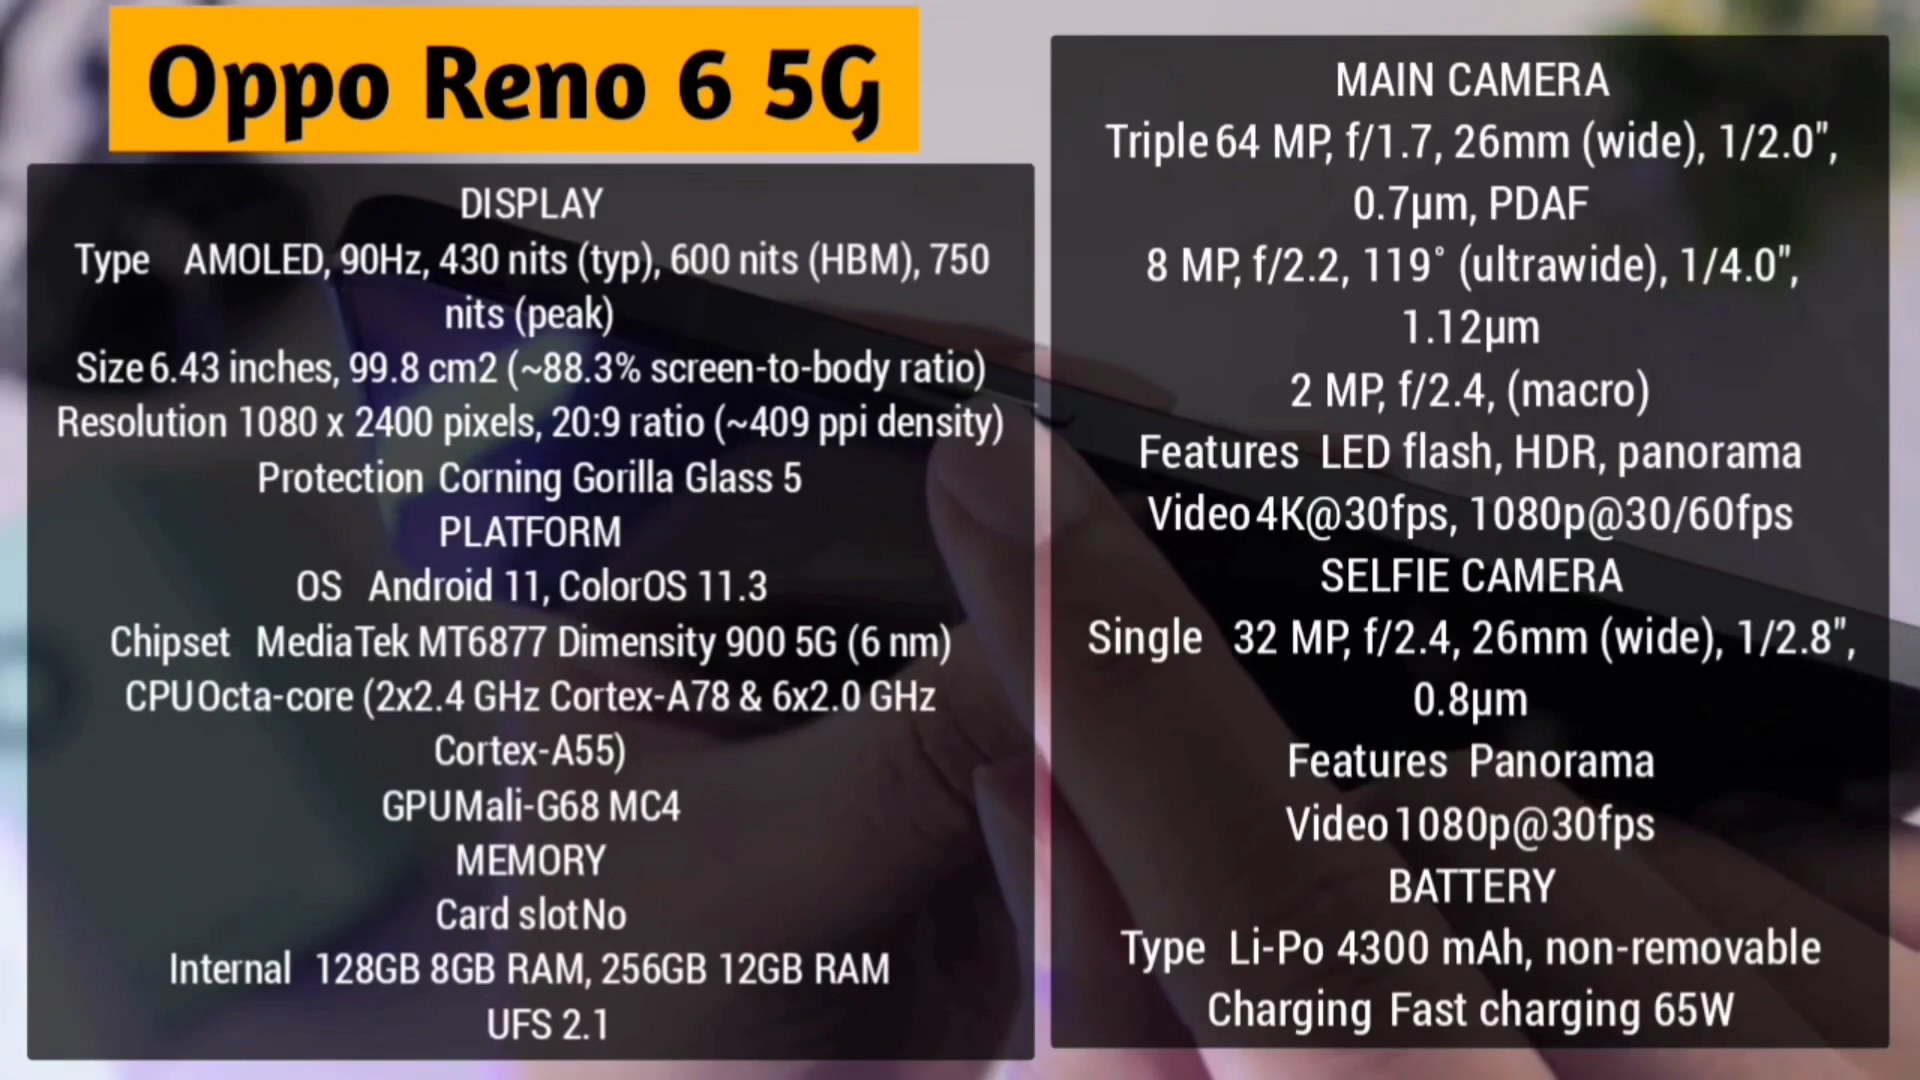 Oppo Reno 6 5G
DISPLAY
Type AMOLED, 90Hz, 430 nits (typ), 600 nits (HBM), 750
nits (peak)
Size 6.43 inches, 99.8 cm2 (~88.3% screen-to-body ratio)
Resolution 1080 x 2400 pixels, 20:9 ratio (~409 ppi density)
Protection Corning Gorilla Glass 5
PLATFORM
OS Android 11, ColorOS 11.3
Chipset MediaTek MT6877 Dimensity 900 5G (6 nm)
CPUOcta-core (2x2.4 GHz Cortex-A78 & 6x2.0 GHz
Cortex-A55)
GPUMali-G68 MC4
MEMORY
Card slotNo
Internal 128GB 8GB RAM, 256GB 12GB RAM
UFS 2.1
MAIN CAMERA
Triple 64 MP, f/1.7, 26mm (wide), 1/2.0",
0.7µm, PDAF
8 MP, f/2.2, 119˚ (ultrawide), 1/4.0",
1.12µm
2 MP, f/2.4, (macro)
Features LED flash, HDR, panorama
Video 4K@30fps, 1080p@30/60fps
SELFIE CAMERA
Single 32 MP, f/2.4, 26mm (wide), 1/2.8",
0.8µm
Features Panorama
Video 1080p@30fps
BATTERY
Type Li-Po 4300 mAh, non-removable
Charging Fast charging 65W